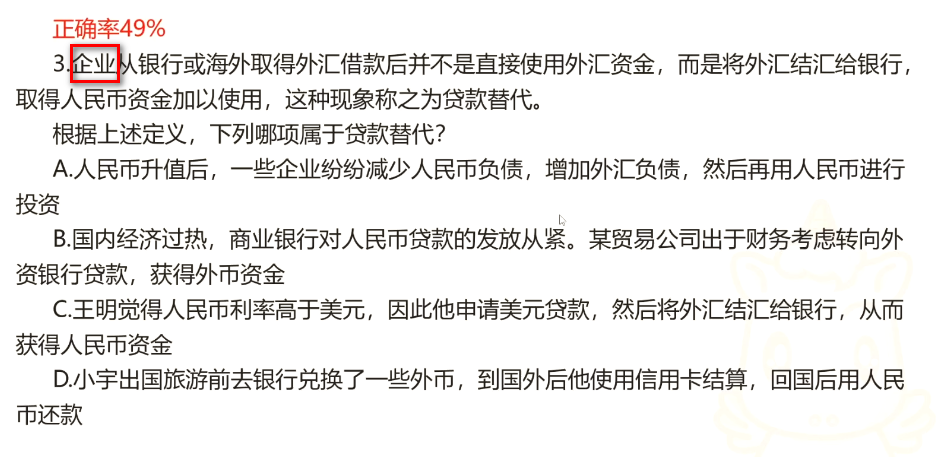 正确率49%
3.企业从银行或海外取得外汇借款后并不是直接使用外汇资金，而是将外汇结汇给银行，
取得人民币资金加以使用，这种现象称之为贷款替代。
根据上述定义，下列哪项属于贷款替代？
A.人民币升值后，一些企业纷纷减少人民币负债，增加外汇负债，然后再用人民币进行
投资
B.国内经济过热，商业银行对人民币贷款的发放从紧。某贸易公司出于财务考虑转向外
资银行贷款，获得外币资金
C.王明觉得人民币利率高于美元，因此他申请美元贷款，然后将外汇结汇给银行，从而
获得人民币资金
D.小宇出国旅游前去银行兑换了一些外币，到国外后他使用信用卡结算，回国后用人民
币还款